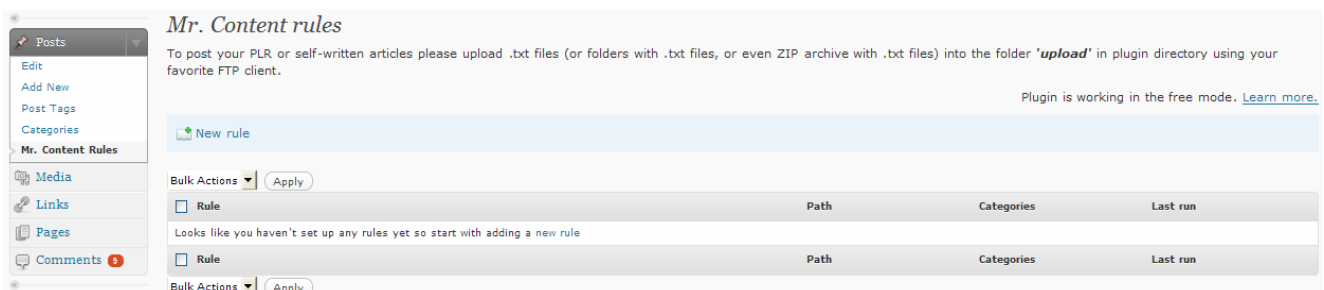 Posts
Edit
Add New
Post Tags
Categories
Mr. Content Rules
Media
Links
Pages
Comments 9
Mr. Content rules
To post your PLR or self-written articles please upload .txt files (or folders with .txt files, or even ZIP archive with .txt files) into the folder 'upload' in plugin directory using your
favorite FTP client.
Plugin is working in the free mode. Learn more.
New rule
Bulk Actions Apply
Rule Path Categories Last run
Looks like you haven't set up any rules yet so start with adding a new rule
Rule Path Categories Last run
Bulk Actions Apply